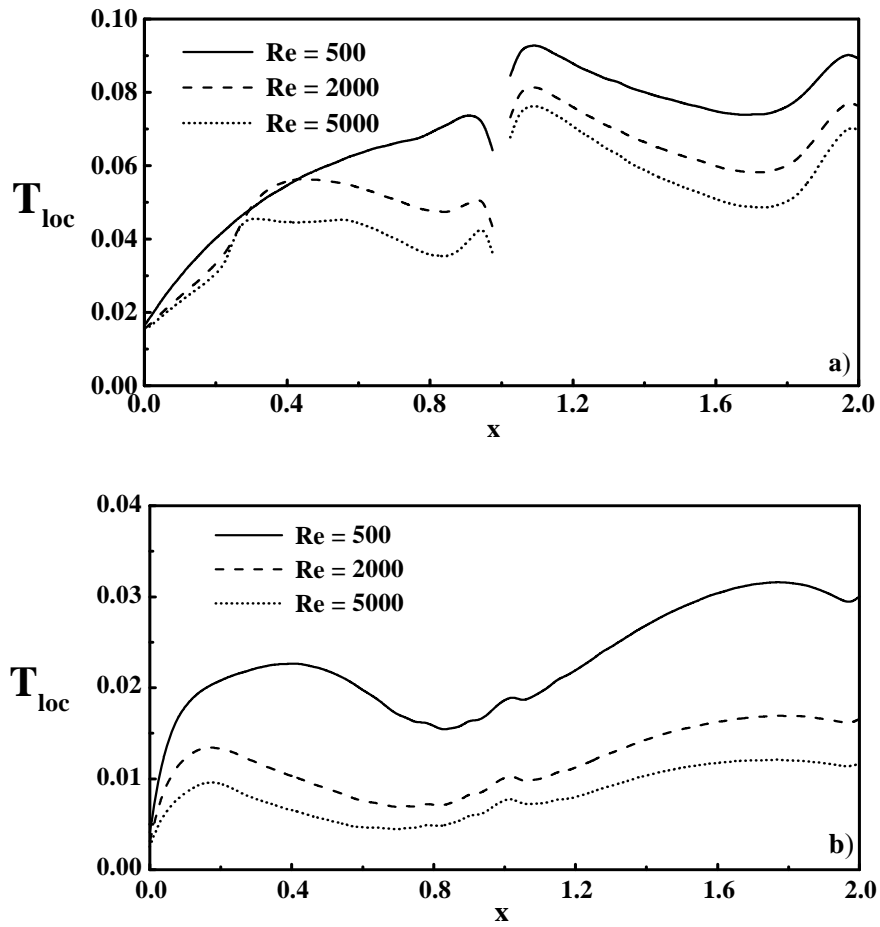 0.10
Re = 500
Re = 2000
Re = 5000
0.08
0.06
T_loc
0.04
0.02
0.00
a)
0.0 0.4 0.8 1.2 1.6 2.0
x
0.04
Re = 500
Re = 2000
Re = 5000
0.03
T_loc
0.02
0.01
0.00
b)
0.0 0.4 0.8 1.2 1.6 2.0
x